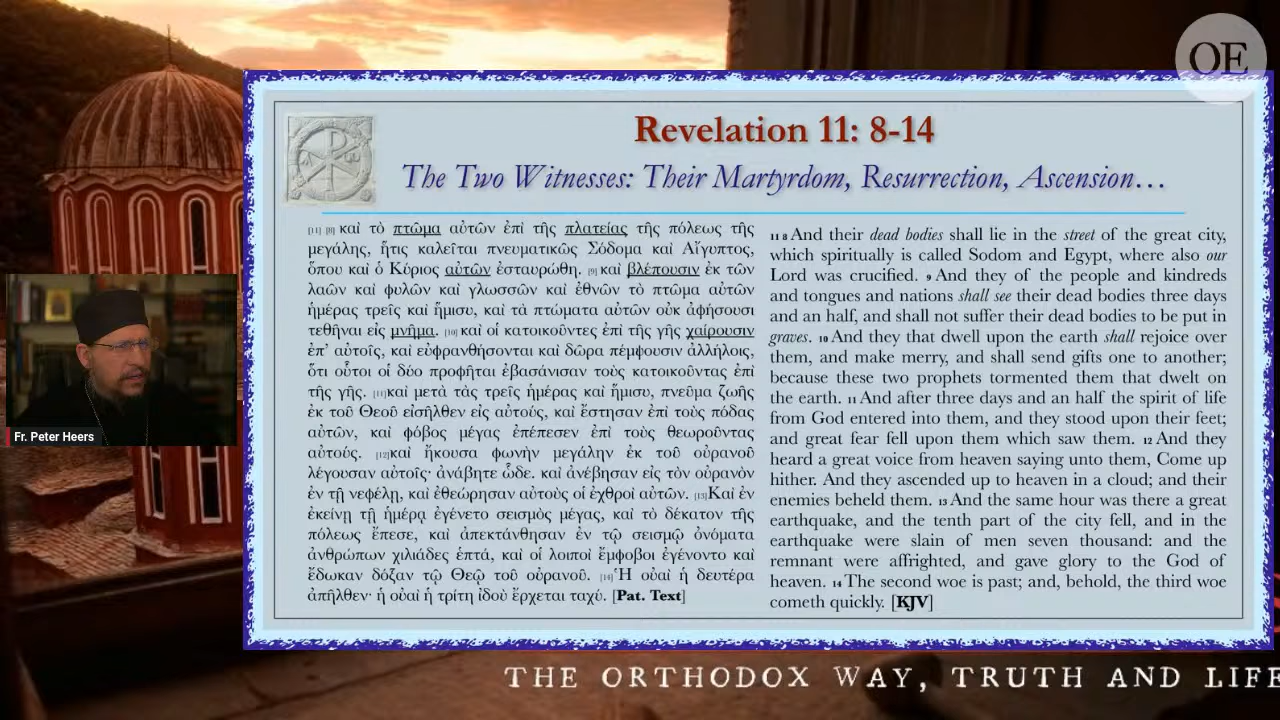 OE
Revelation 11: 8-14
The Two Witnesses: Their Martyrdom, Resurrection, Ascension…
[11] [8] καὶ τὸ πτῶμα αὐτῶν ἐπὶ τῆς πλατείας τῆς πόλεως τῆς
μεγάλης, ἥτις καλεῖται πνευματικῶς Σόδομα καὶ Αἴγυπτος,
ὅπου καὶ ὁ Κύριος αὐτῶν ἐσταυρώθη. [9] καὶ βλέπουσιν ἐκ τῶν
λαῶν καὶ φυλῶν καὶ γλωσσῶν καὶ ἐθνῶν τὸ πτῶμα αὐτῶν
ἡμέρας τρεῖς καὶ ἥμισυ, καὶ τὰ πτώματα αὐτῶν οὐκ ἀφήσουσι
τεθῆναι εἰς μνῆμα. [10] καὶ οἱ κατοικοῦντες ἐπὶ τῆς γῆς χαίρουσιν
ἐπ’ αὐτοῖς, καὶ εὐφρανθήσονται καὶ δῶρα πέμψουσιν ἀλλήλοις,
ὅτι οὗτοι οἱ δύο προφῆται ἐβασάνισαν τοὺς κατοικοῦντας ἐπὶ
τῆς γῆς. [11]καὶ μετὰ τὰς τρεῖς ἡμέρας καὶ ἥμισυ, πνεῦμα ζωῆς
ἐκ τοῦ Θεοῦ εἰσῆλθεν εἰς αὐτούς, καὶ ἔστησαν ἐπὶ τοὺς πόδας
αὐτῶν, καὶ φόβος μέγας ἐπέπεσεν ἐπὶ τοὺς θεωροῦντας
αὐτούς. [12]καὶ ἤκουσα φωνὴν μεγάλην ἐκ τοῦ οὐρανοῦ
λέγουσαν αὐτοῖς· ἀνάβητε ὧδε. καὶ ἀνέβησαν εἰς τὸν οὐρανὸν
ἐν τῇ νεφέλῃ, καὶ ἐθεώρησαν αὐτοὺς οἱ ἐχθροὶ αὐτῶν. [13]Καὶ ἐν
ἐκείνῃ τῇ ἡμέρᾳ ἐγένετο σεισμὸς μέγας, καὶ τὸ δέκατον τῆς
πόλεως ἔπεσε, καὶ ἀπεκτάνθησαν ἐν τῷ σεισμῷ ὀνόματα
ἀνθρώπων χιλιάδες ἑπτά, καὶ οἱ λοιποὶ ἔμφοβοι ἐγένοντο καὶ
ἔδωκαν δόξαν τῷ Θεῷ τοῦ οὐρανοῦ. [14]Ἡ οὐαὶ ἡ δευτέρα
ἀπῆλθεν· ἡ οὐαὶ ἡ τρίτη ἰδοὺ ἔρχεται ταχύ. [Pat. Text]
11 8 And their dead bodies shall lie in the street of the great city,
which spiritually is called Sodom and Egypt, where also our
Lord was crucified. 9 And they of the people and kindreds
and tongues and nations shall see their dead bodies three days
and an half, and shall not suffer their dead bodies to be put in
graves. 10 And they that dwell upon the earth shall rejoice over
them, and make merry, and shall send gifts one to another;
because these two prophets tormented them that dwelt on
the earth. 11 And after three days and an half the spirit of life
from God entered into them, and they stood upon their feet;
and great fear fell upon them which saw them. 12 And they
heard a great voice from heaven saying unto them, Come up
hither. And they ascended up to heaven in a cloud; and their
enemies beheld them. 13 And the same hour was there a great
earthquake, and the tenth part of the city fell, and in the
earthquake were slain of men seven thousand: and the
remnant were affrighted, and gave glory to the God of
heaven. 14 The second woe is past; and, behold, the third woe
cometh quickly. [KJV]
Fr. Peter Heers
THE ORTHODOX WAY, TRUTH AND LIFE